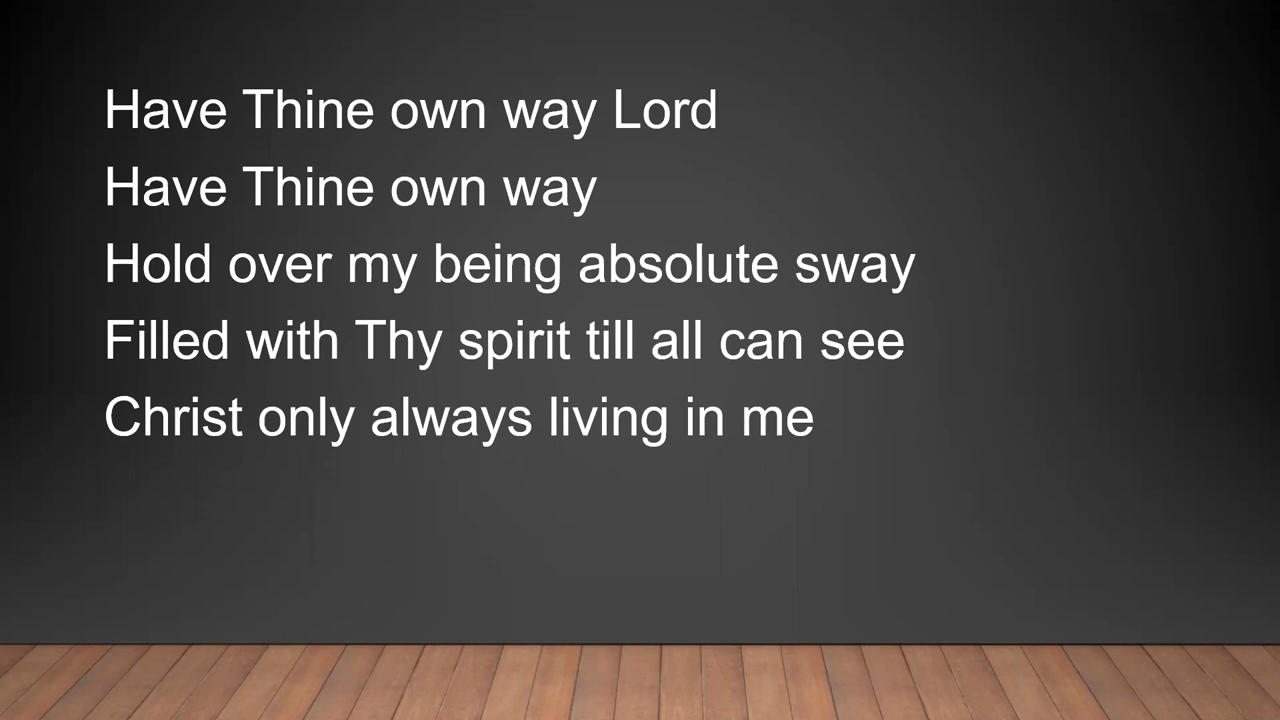 Have Thine own way Lord
Have Thine own way
Hold over my being absolute sway
Filled with Thy spirit till all can see
Christ only always living in me